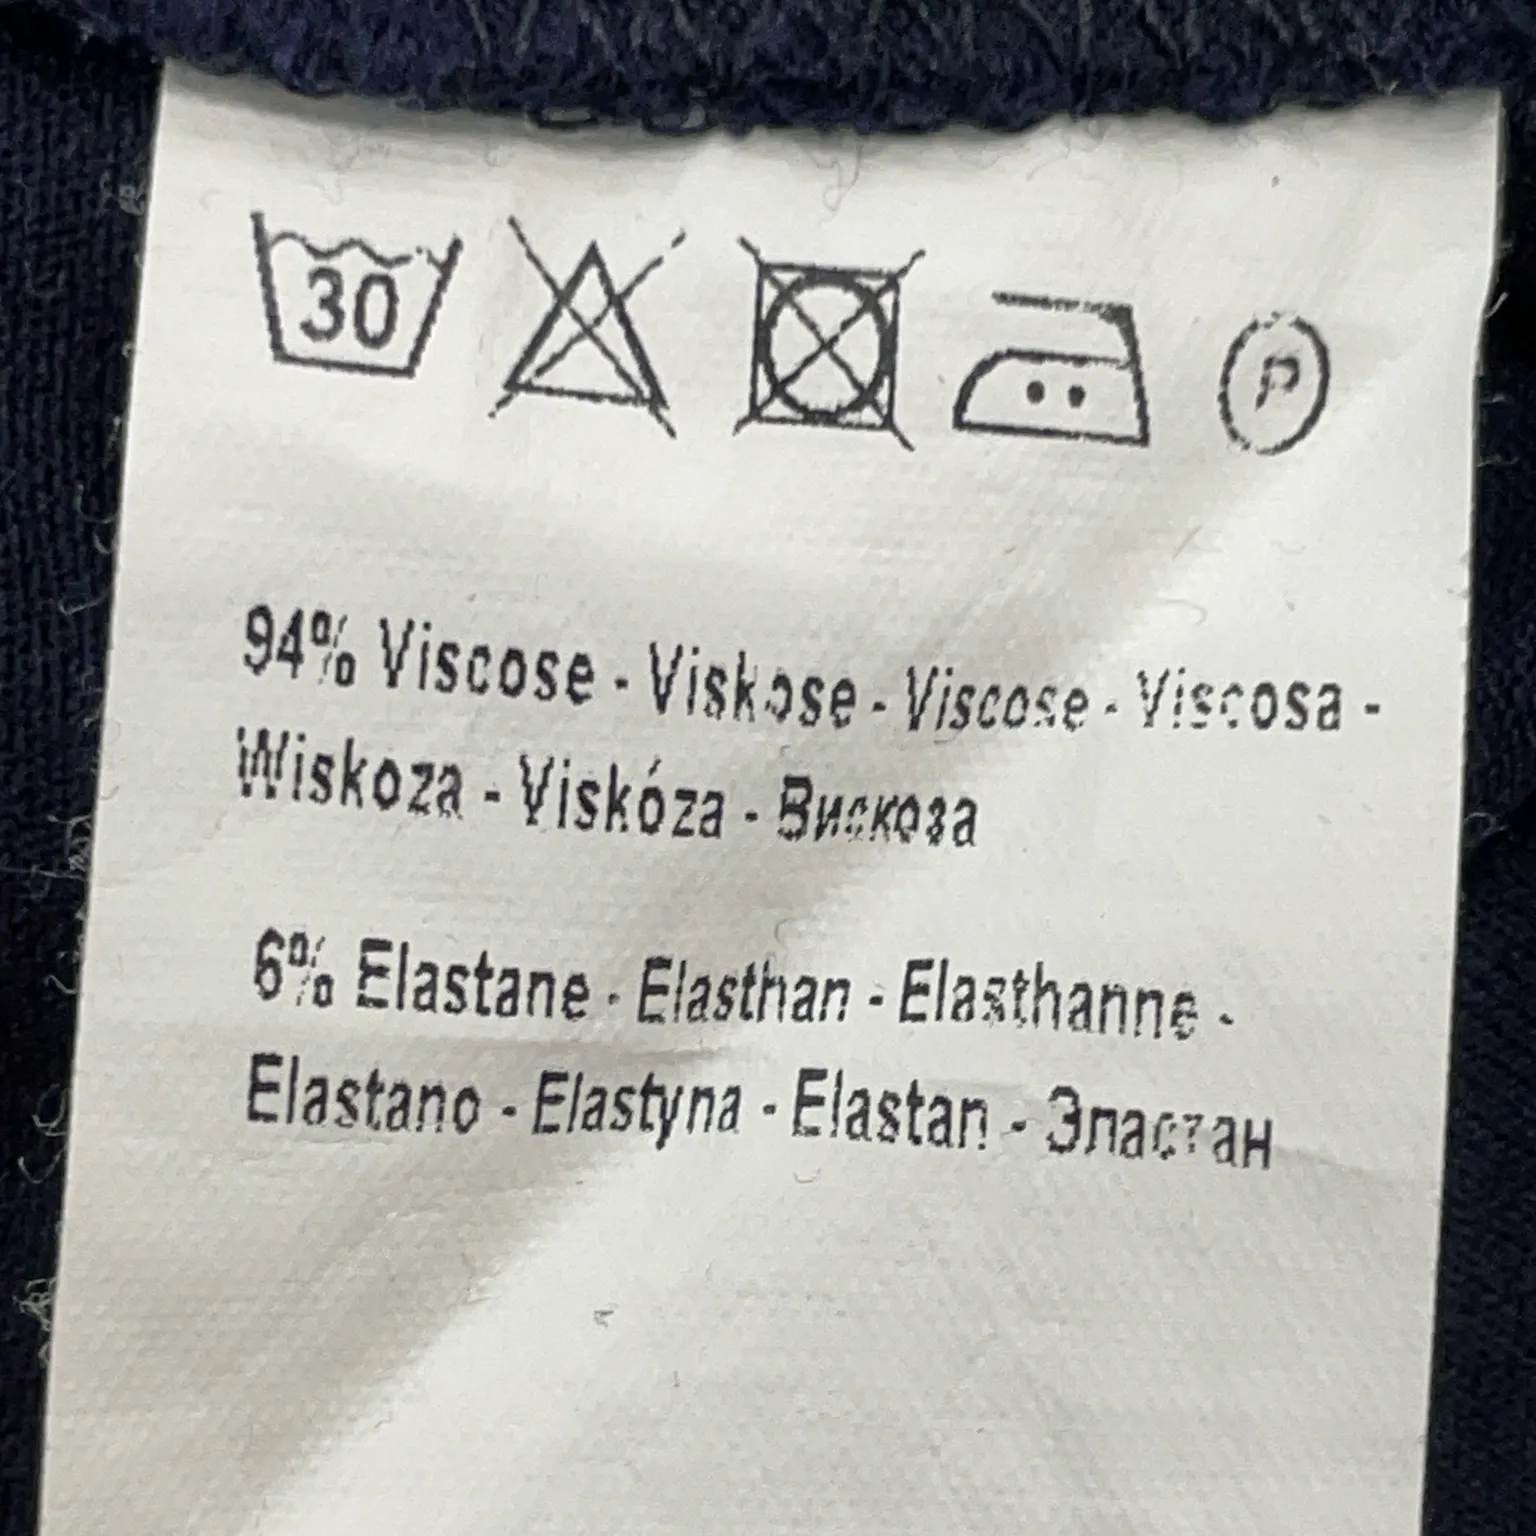 30
P
94% Viscose - Viskose - Viscose - Viscosa -
Wiskoza - Viskóza - Вискоза
6% Elastane - Elasthan - Elasthanne -
Elastano - Elastyna - Elastan - Эластан